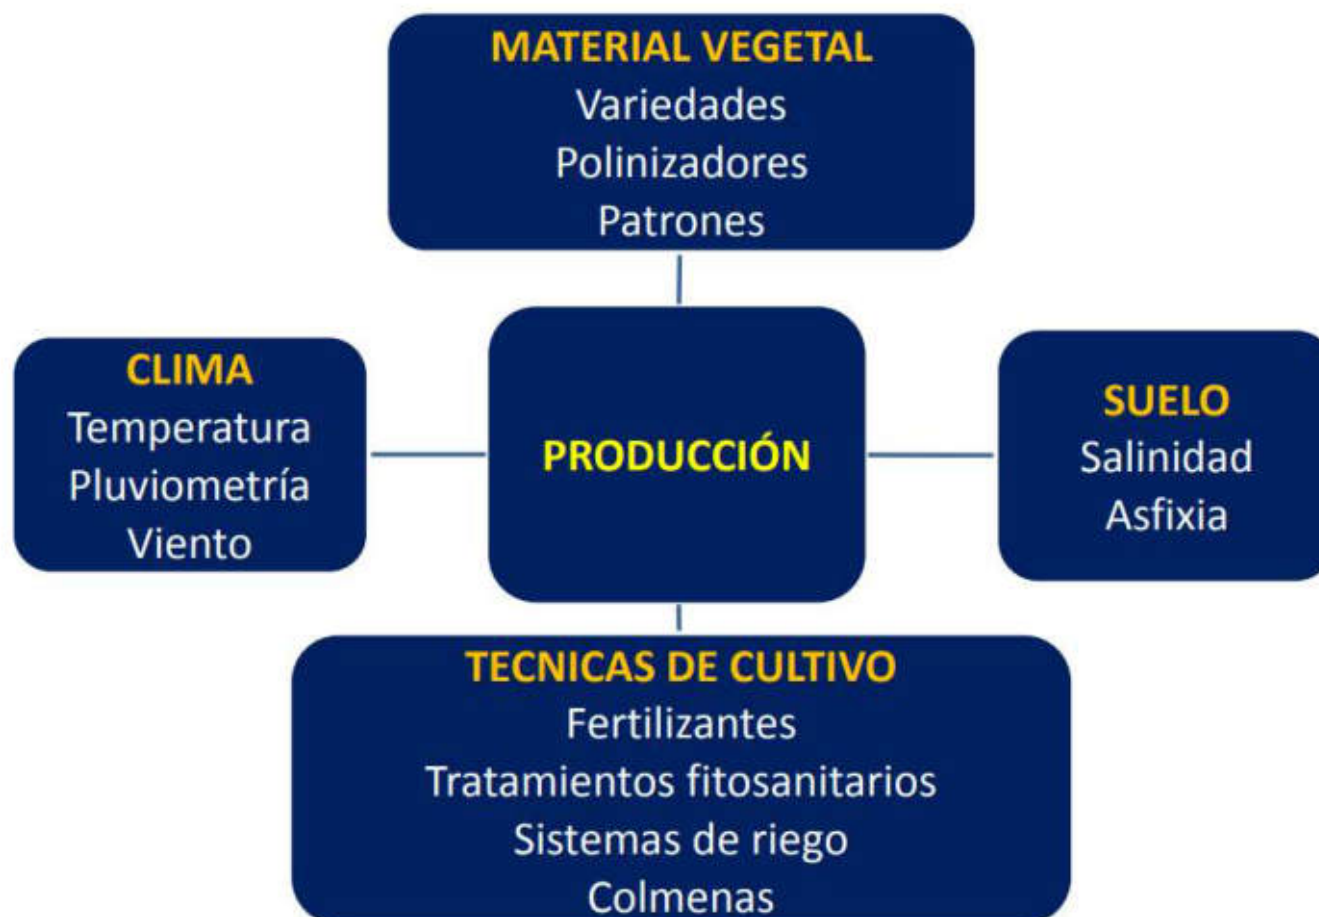 MATERIAL VEGETAL
Variedades
Polinizadores
Patrones
CLIMA
Temperatura
Pluviometría
Viento
PRODUCCIÓN
SUELO
Salinidad
Asfixia
TECNICAS DE CULTIVO
Fertilizantes
Tratamientos fitosanitarios
Sistemas de riego
Colmenas